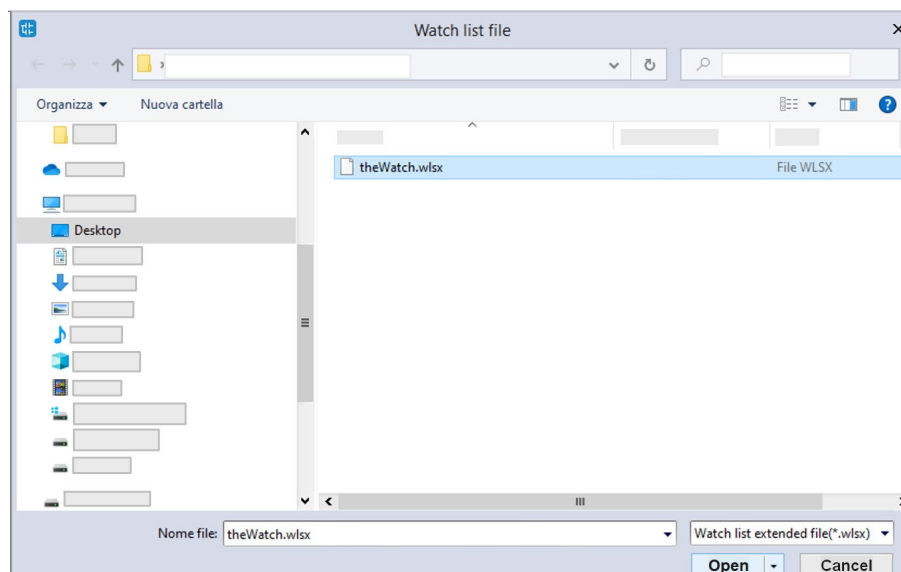 Watch list file
Organizza Nuova cartella
theWatch.wlsx File WLSX
Desktop
Nome file: theWatch.wlsx Watch list extended file(*.wlsx)
Open Cancel